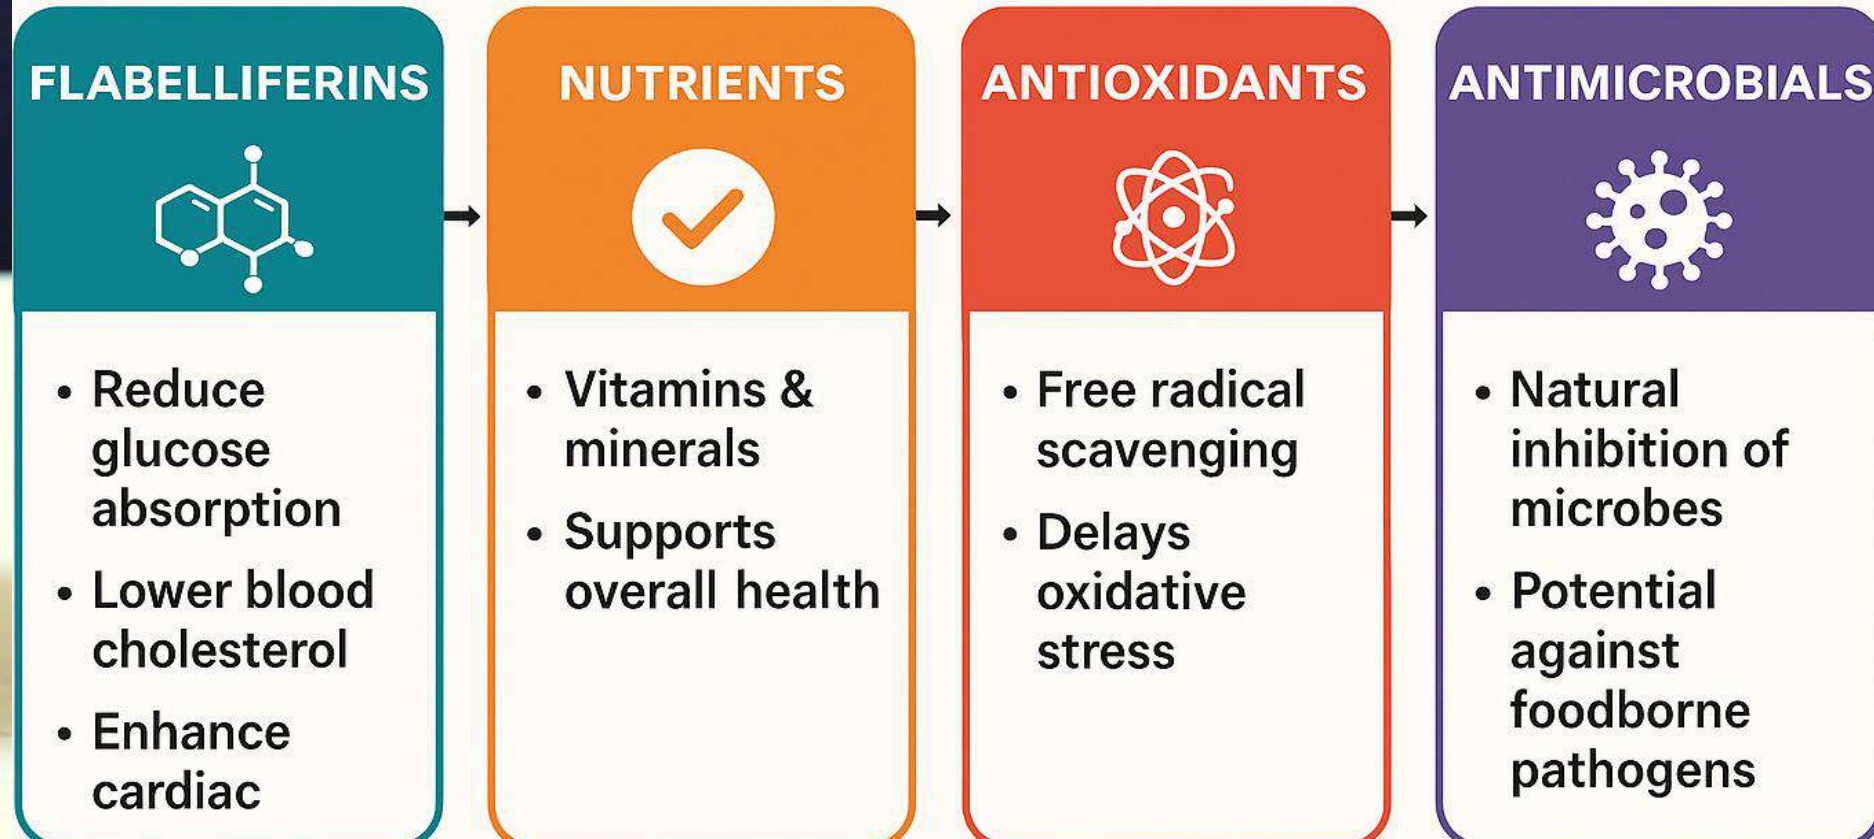 FLABELLIFERINS
• Reduce
glucose
absorption
• Lower blood
cholesterol
• Enhance
cardiac
NUTRIENTS
• Vitamins &
minerals
• Supports
overall health
ANTIOXIDANTS
• Free radical
scavenging
• Delays
oxidative
stress
ANTIMICROBIALS
• Natural
inhibition of
microbes
• Potential
against
foodborne
pathogens